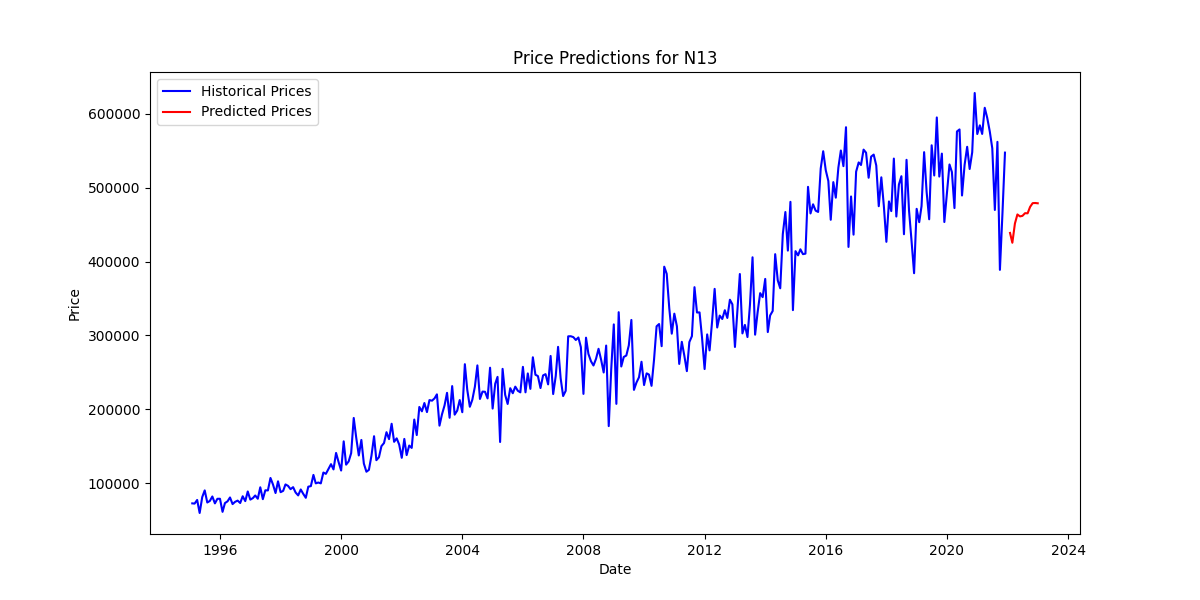 Price Predictions for N13
Historical Prices
Predicted Prices
600000
500000
400000
300000
200000
100000
Price
1996 2000 2004 2008 2012 2016 2020 2024
Date